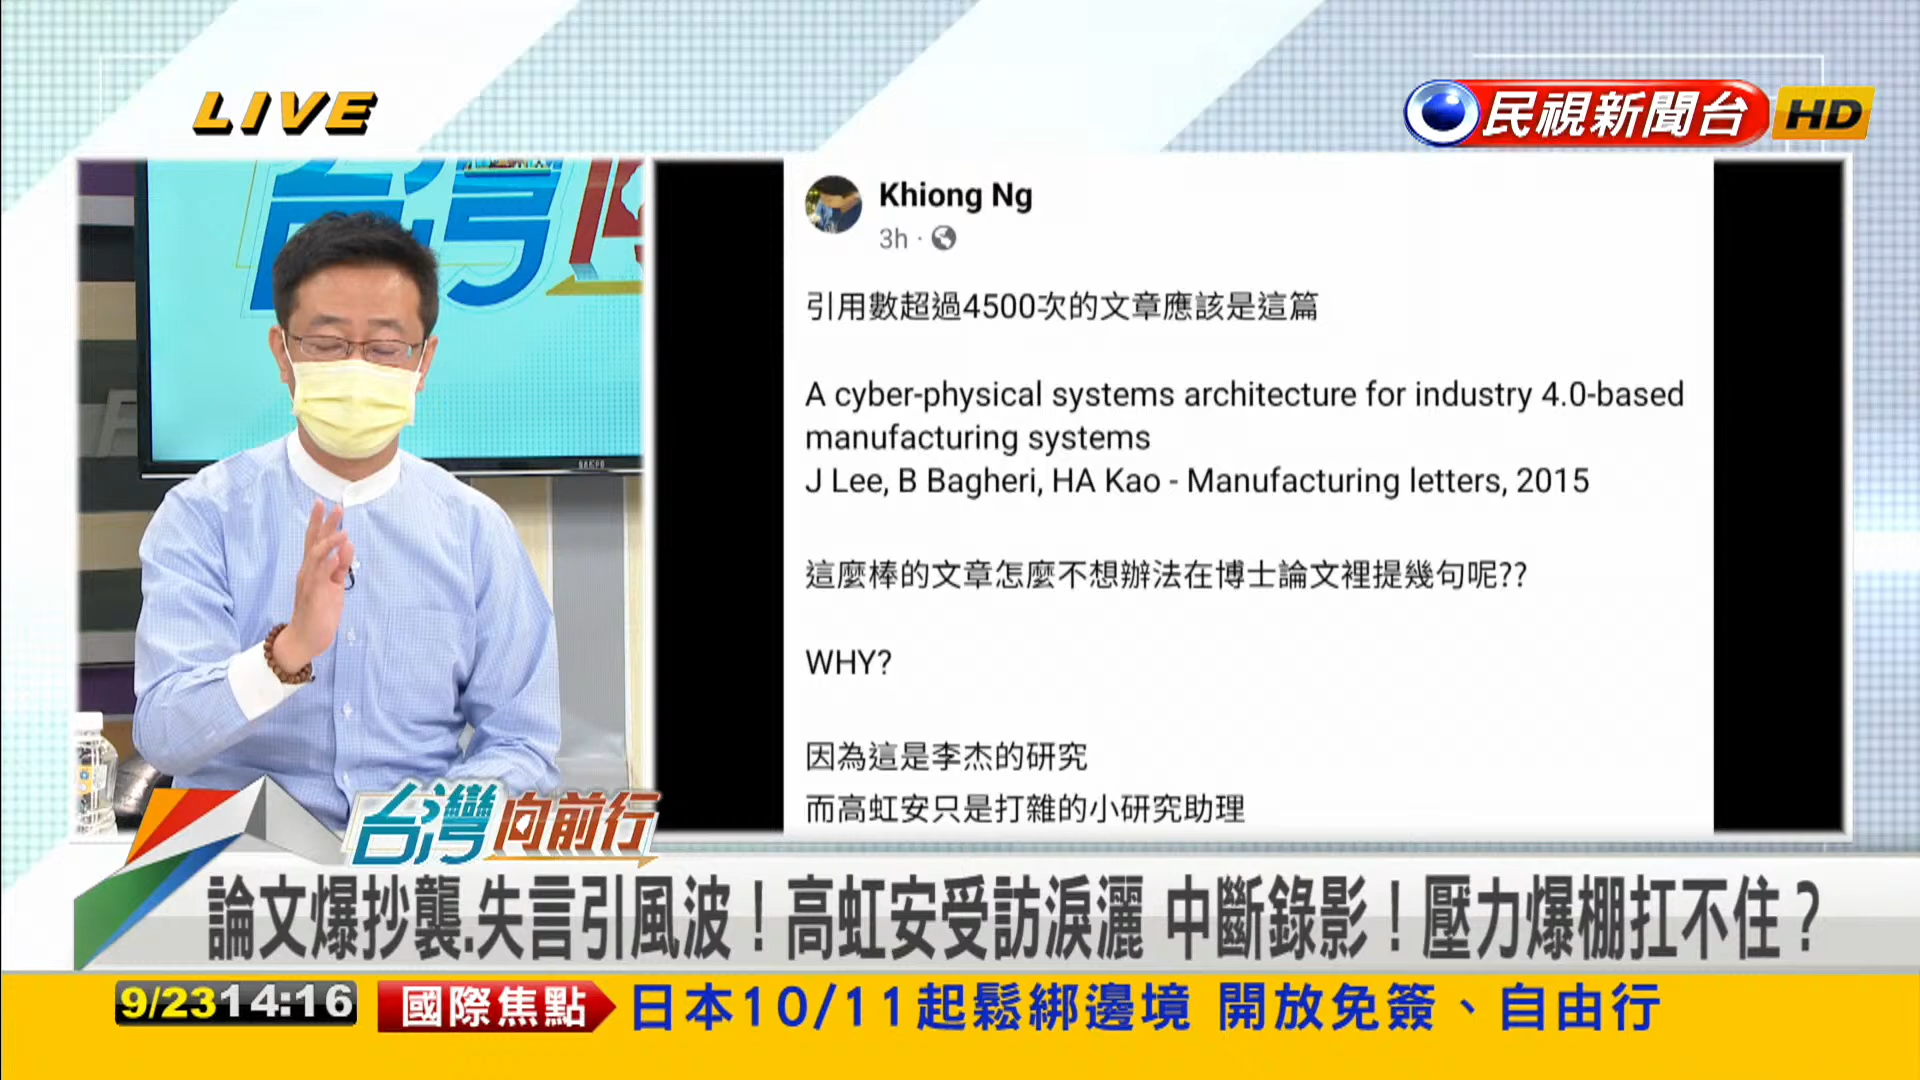 LIVE
民視新聞台 HD
Khiong Ng
3h
引用數超過4500次的文章應該是這篇
A cyber-physical systems architecture for industry 4.0-based
manufacturing systems
J Lee, B Bagheri, HA Kao - Manufacturing letters, 2015
這麼棒的文章怎麼不想辦法在博士論文裡提幾句呢??
WHY?
因為這是李杰的研究
而高虹安只是打雜的小研究助理
台灣向前行
論文爆抄襲.失言引風波！高虹安受訪淚灑 中斷錄影！壓力爆棚扛不住？
9/23 14:16 國際焦點 日本10/11起鬆綁邊境 開放免簽、自由行